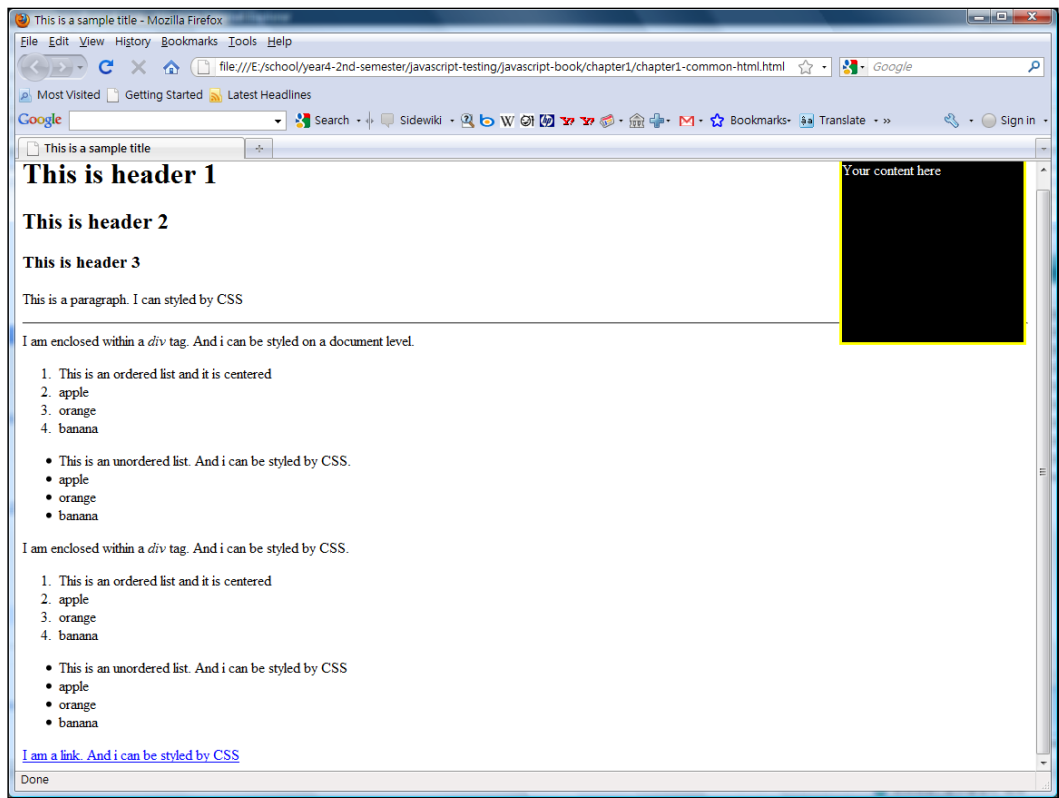 This is a sample title - Mozilla Firefox
File Edit View History Bookmarks Tools Help
file:///E:/school/year4-2nd-semester/javascript-testing/javascript-book/chapter1/chapter1-common-html.html Google
Most Visited Getting Started Latest Headlines
Google Search Sidewiki W Bookmarks Translate » Sign in
This is a sample title
This is header 1
Your content here
This is header 2
This is header 3
This is a paragraph. I can styled by CSS
I am enclosed within a div tag. And i can be styled on a document level.
1. This is an ordered list and it is centered
2. apple
3. orange
4. banana
• This is an unordered list. And i can be styled by CSS.
• apple
• orange
• banana
I am enclosed within a div tag. And i can be styled by CSS.
1. This is an ordered list and it is centered
2. apple
3. orange
4. banana
• This is an unordered list. And i can be styled by CSS
• apple
• orange
• banana
I am a link. And i can be styled by CSS
Done